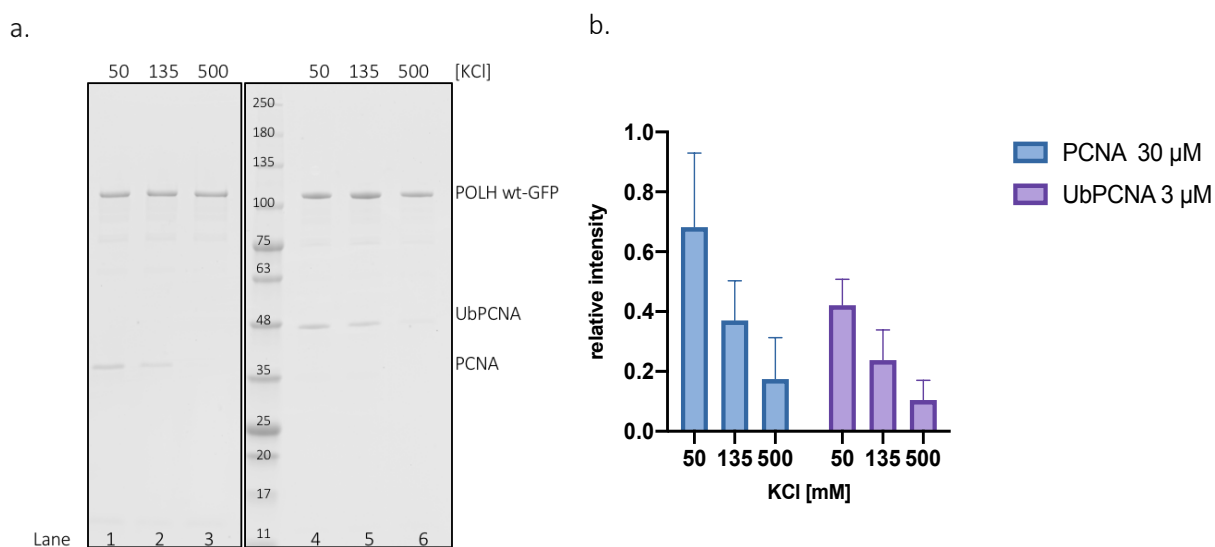 a.
50 135 500
50 135 500 [KCl]
250
180
135
100
75
63
48
35
25
20
17
11
POLH wt-GFP
UbPCNA
PCNA
Lane 1 2 3 4 5 6
b.
relative intensity
1.0
0.8
0.6
0.4
0.2
0.0
50 135 500 50 135 500
KCl [mM]
PCNA 30 µM
UbPCNA 3 µM